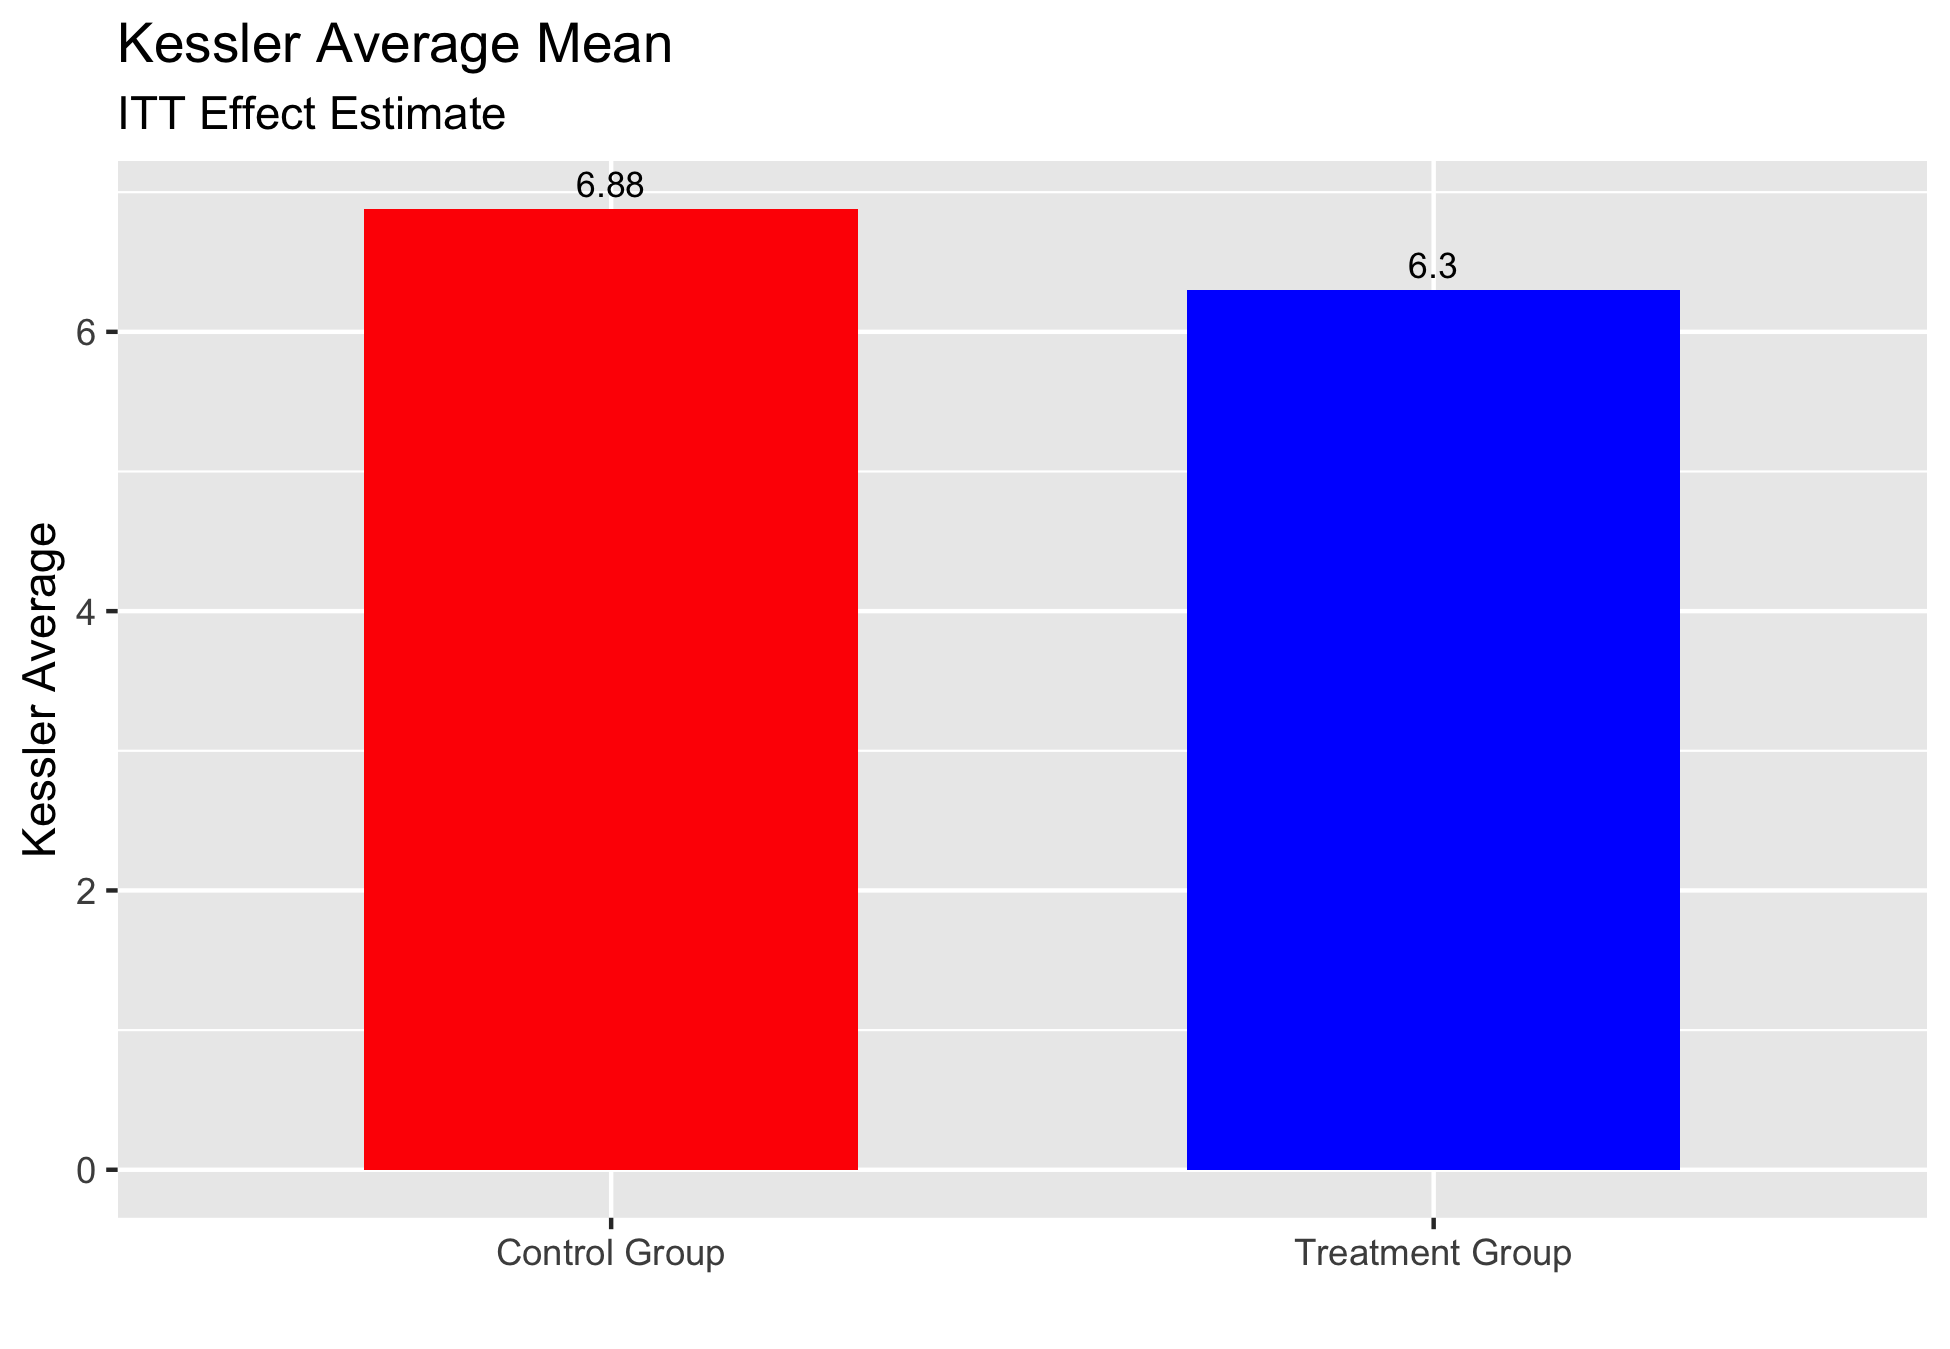 Kessler Average Mean
ITT Effect Estimate
6.88
6.3
6
4
2
0
Kessler Average
Control Group
Treatment Group